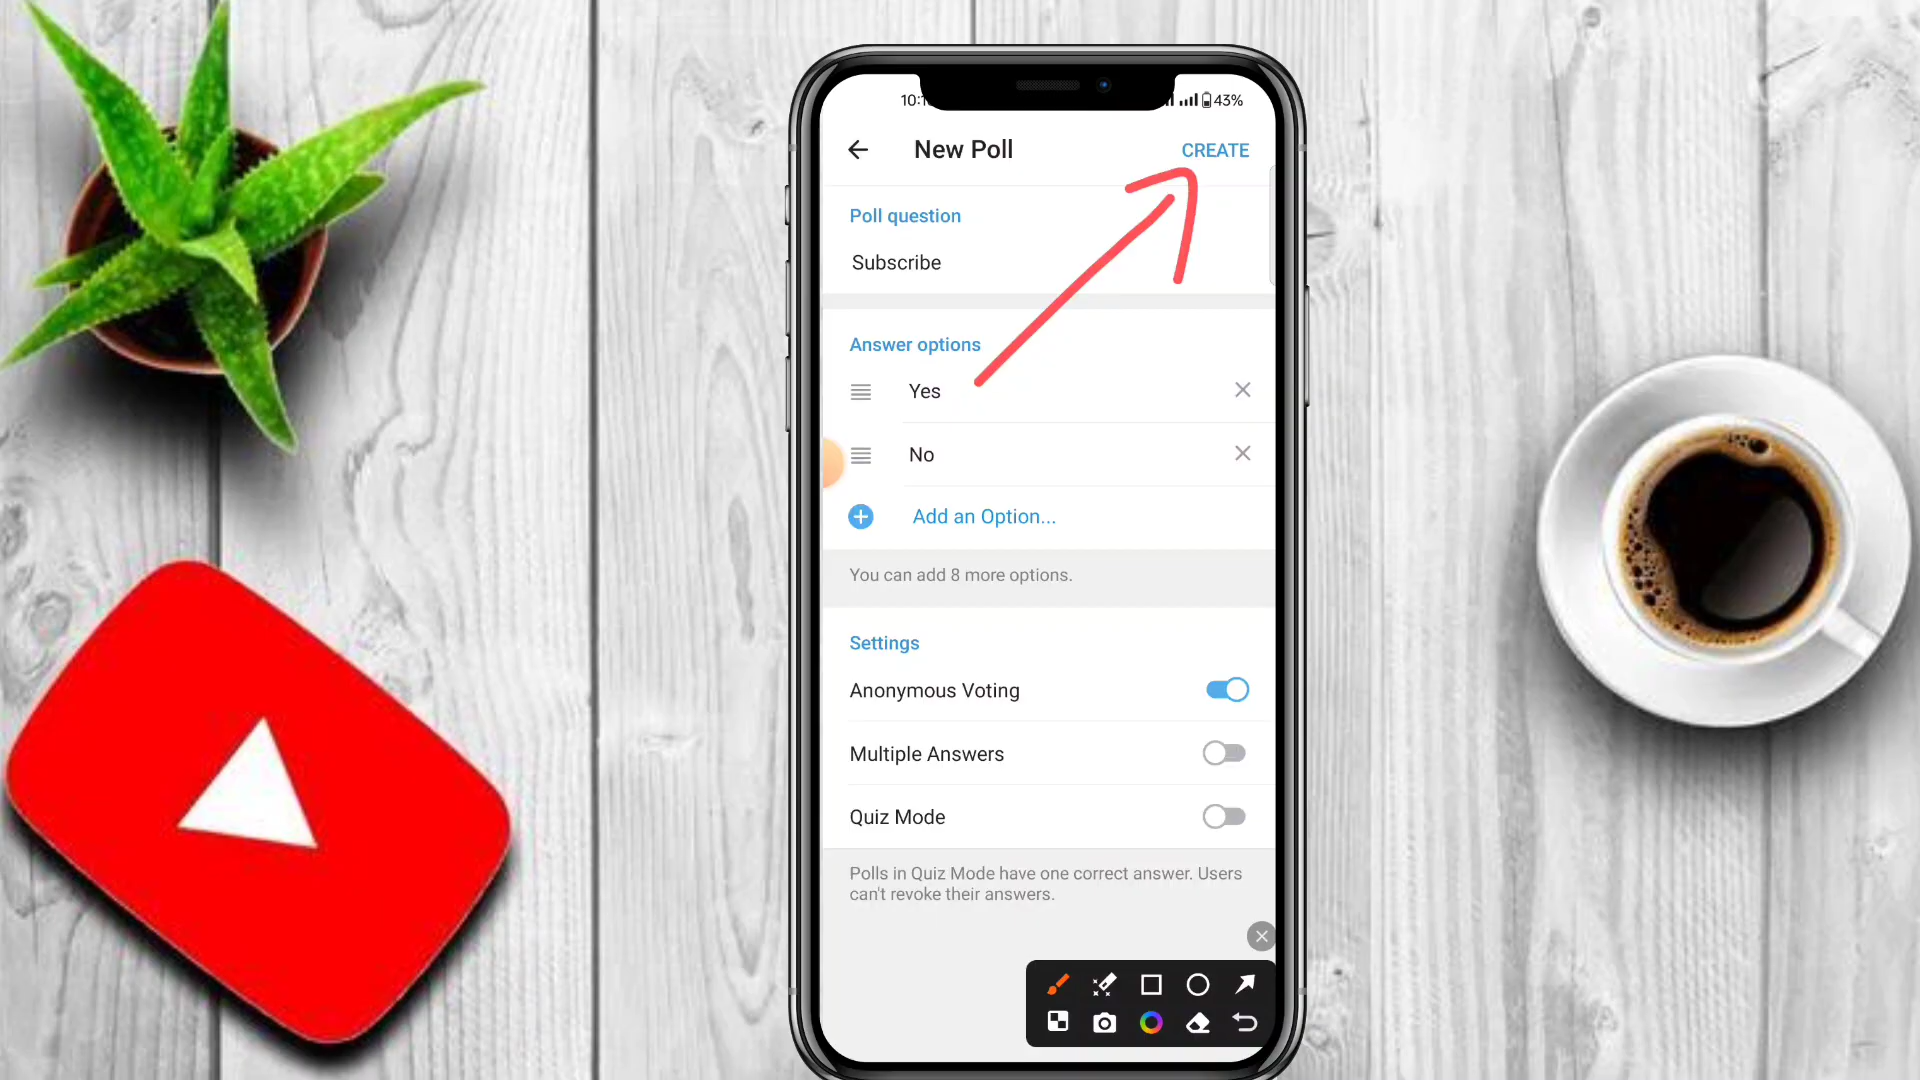 43%
New Poll
CREATE
Poll question
Subscribe
Answer options
Yes
No
Add an Option...
You can add 8 more options.
Settings
Anonymous Voting
Multiple Answers
Quiz Mode
Polls in Quiz Mode have one correct answer. Users
can't revoke their answers.